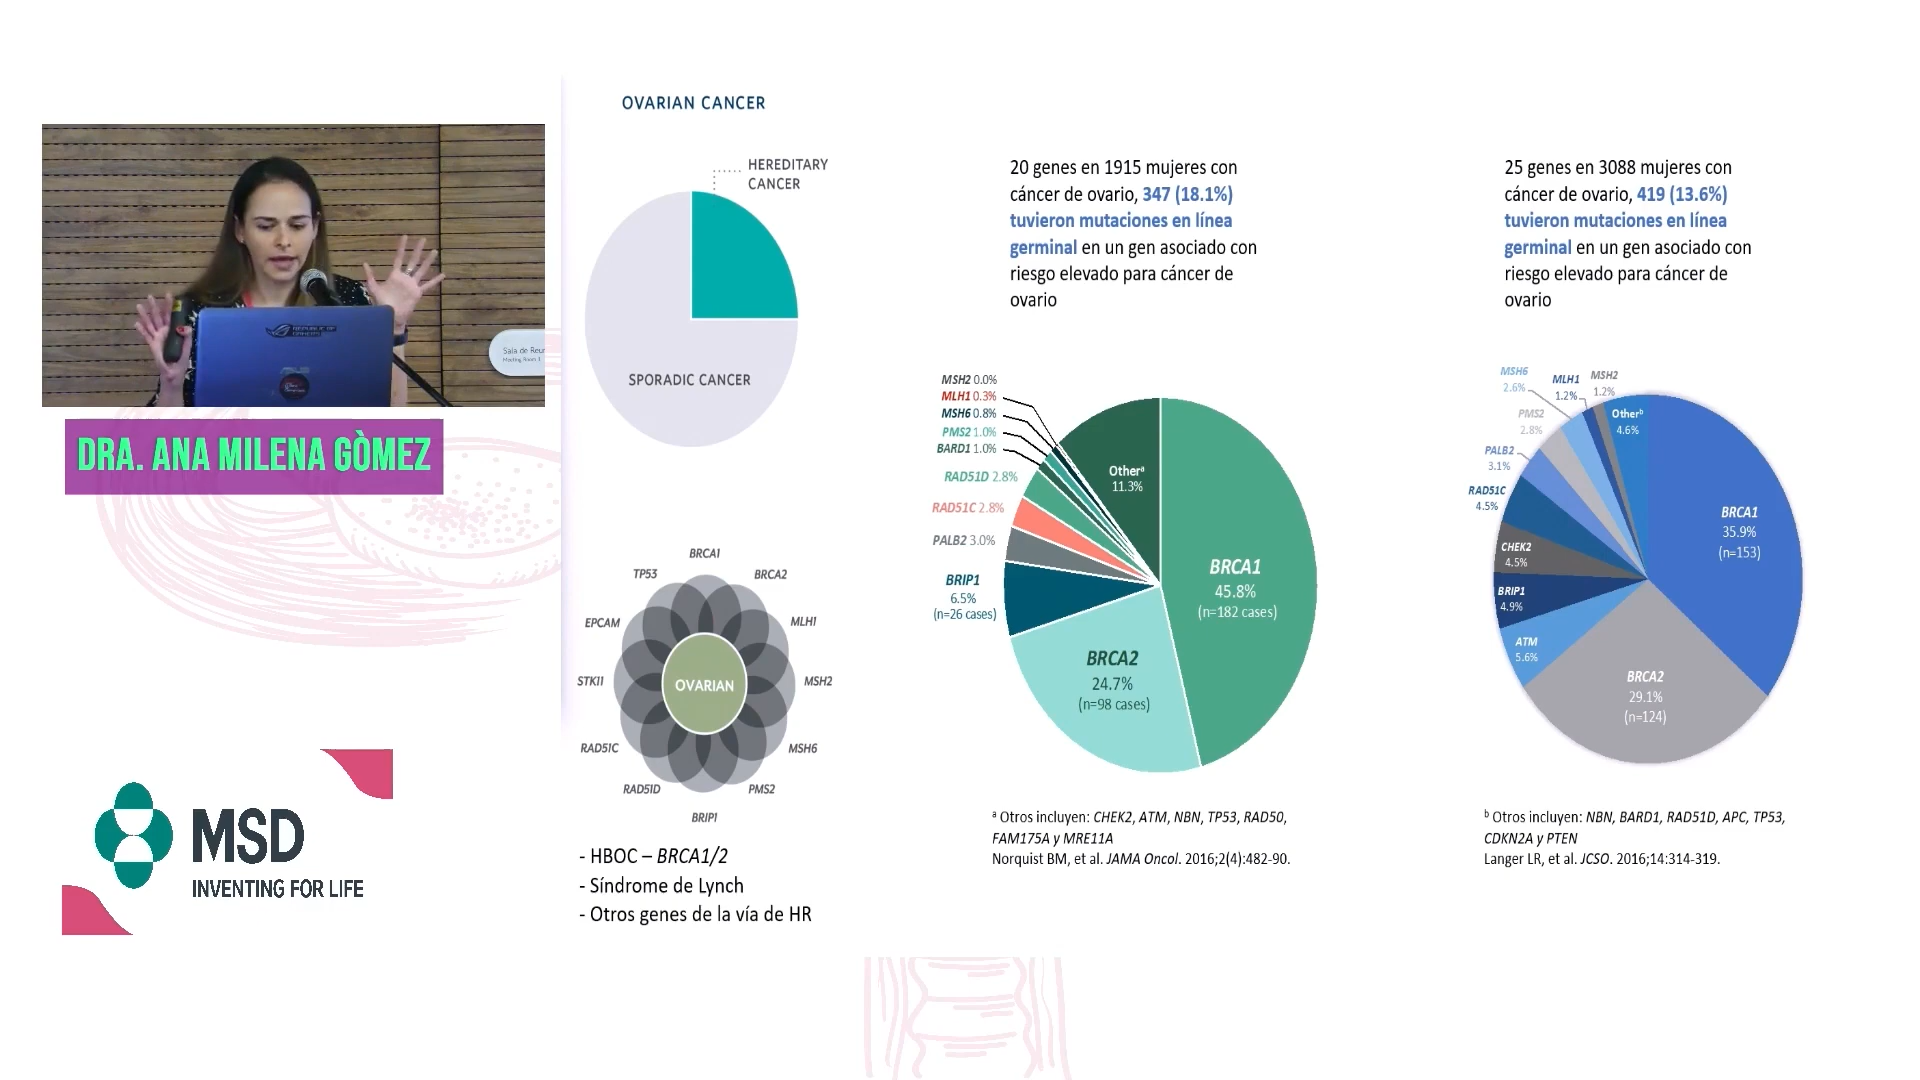 REPUBLIC OF
GAMERS
Sala de Reun
Meeting Room 1
DRA. ANA MILENA GÒMEZ
MSD
INVENTING FOR LIFE
OVARIAN CANCER
HEREDITARY
CANCER
SPORADIC CANCER
BRCA1
TP53
BRCA2
EPCAM
MLH1
STK11
OVARIAN
MSH2
RAD51C
MSH6
RAD51D
PMS2
BRIP1
- HBOC – BRCA1/2
- Síndrome de Lynch
- Otros genes de la vía de HR
20 genes en 1915 mujeres con
cáncer de ovario, 347 (18.1%)
tuvieron mutaciones en línea
germinal en un gen asociado con
riesgo elevado para cáncer de
ovario
MSH2 0.0%
MLH1 0.3%
MSH6 0.8%
PMS2 1.0%
BARD1 1.0%
RAD51D 2.8%
RAD51C 2.8%
PALB2 3.0%
BRIP1
6.5%
(n=26 cases)
Otherª
11.3%
BRCA1
45.8%
(n=182 cases)
BRCA2
24.7%
(n=98 cases)
ª Otros incluyen: CHEK2, ATM, NBN, TP53, RAD50,
FAM175A y MRE11A
Norquist BM, et al. JAMA Oncol. 2016;2(4):482-90.
25 genes en 3088 mujeres con
cáncer de ovario, 419 (13.6%)
tuvieron mutaciones en línea
germinal en un gen asociado con
riesgo elevado para cáncer de
ovario
MSH6
2.6%
MLH1
1.2%
MSH2
1.2%
PMS2
2.8%
Otherᵇ
4.6%
PALB2
3.1%
RAD51C
4.5%
CHEK2
4.5%
BRIP1
4.9%
ATM
5.6%
BRCA1
35.9%
(n=153)
BRCA2
29.1%
(n=124)
ᵇ Otros incluyen: NBN, BARD1, RAD51D, APC, TP53,
CDKN2A y PTEN
Langer LR, et al. JCSO. 2016;14:314-319.